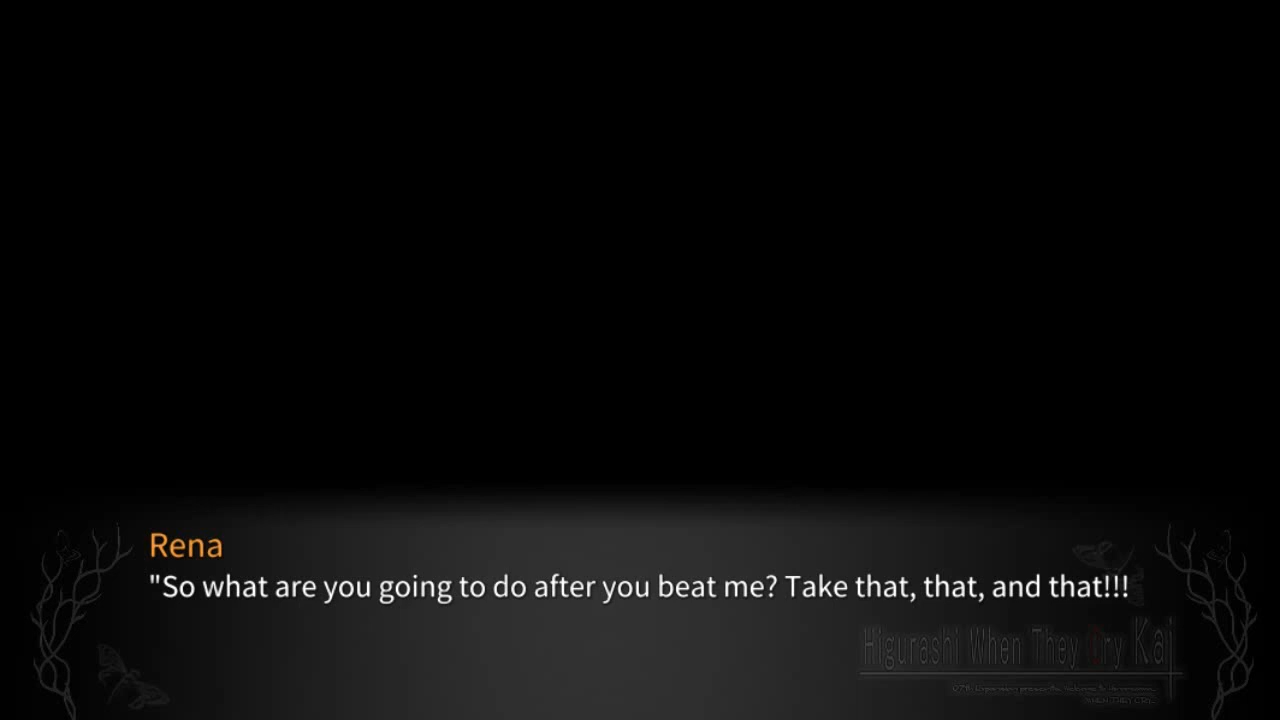 Rena
"So what are you going to do after you beat me? Take that, that, and that!!!
Higurashi When They Cry Kai